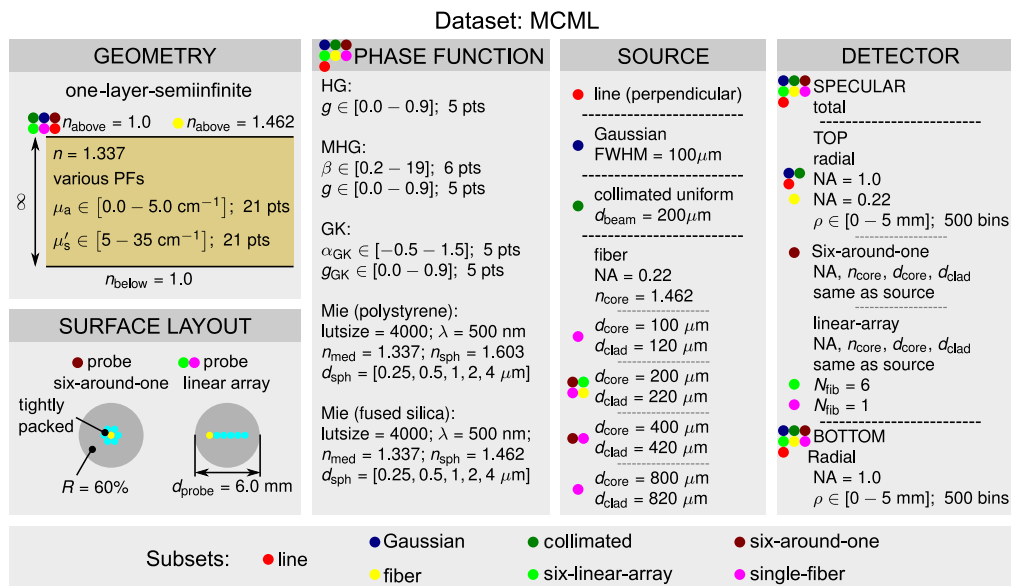 Dataset: MCML
GEOMETRY
one-layer-semiinfinite
n_above = 1.0
n_above = 1.462
∞
n = 1.337
various PFs
μ_a ∈ [0.0 – 5.0 cm⁻¹]; 21 pts
μ′_s ∈ [5 – 35 cm⁻¹]; 21 pts
n_below = 1.0
SURFACE LAYOUT
probe
six-around-one
probe
linear array
tightly
packed
R = 60%
d_probe = 6.0 mm
PHASE FUNCTION
HG:
g ∈ [0.0 – 0.9]; 5 pts
MHG:
β ∈ [0.2 – 19]; 6 pts
g ∈ [0.0 – 0.9]; 5 pts
GK:
α_GK ∈ [–0.5 – 1.5]; 5 pts
g_GK ∈ [0.0 – 0.9]; 5 pts
Mie (polystyrene):
lutsize = 4000; λ = 500 nm
n_med = 1.337; n_sph = 1.603
d_sph = [0.25, 0.5, 1, 2, 4 μm]
Mie (fused silica):
lutsize = 4000; λ = 500 nm;
n_med = 1.337; n_sph = 1.462
d_sph = [0.25, 0.5, 1, 2, 4 μm]
SOURCE
line (perpendicular)
Gaussian
FWHM = 100μm
collimated uniform
d_beam = 200μm
fiber
NA = 0.22
n_core = 1.462
d_core = 100 μm
d_clad = 120 μm
d_core = 200 μm
d_clad = 220 μm
d_core = 400 μm
d_clad = 420 μm
d_core = 800 μm
d_clad = 820 μm
DETECTOR
SPECULAR
total
TOP
radial
NA = 1.0
NA = 0.22
ρ ∈ [0 – 5 mm]; 500 bins
Six-around-one
NA, n_core, d_core, d_clad
same as source
linear-array
NA, n_core, d_core, d_clad
same as source
N_fib = 6
N_fib = 1
BOTTOM
Radial
NA = 1.0
ρ ∈ [0 – 5 mm]; 500 bins
Subsets:
line
Gaussian
collimated
six-around-one
fiber
six-linear-array
single-fiber